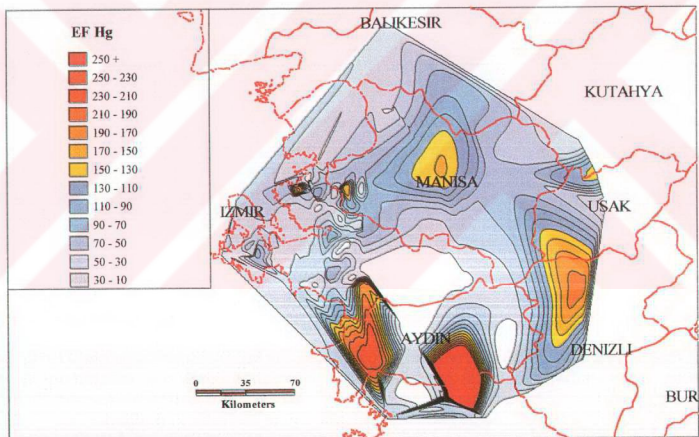 BALIKESIR
EF Hg
250 +
250 - 230
230 - 210
210 - 190
190 - 170
170 - 150
150 - 130
130 - 110
110 - 90
90 - 70
70 - 50
50 - 30
30 - 10
KUTAHYA
MANISA
IZMIR
USAK
AYDIN
DENIZLI
BUR
0 35 70
Kilometers